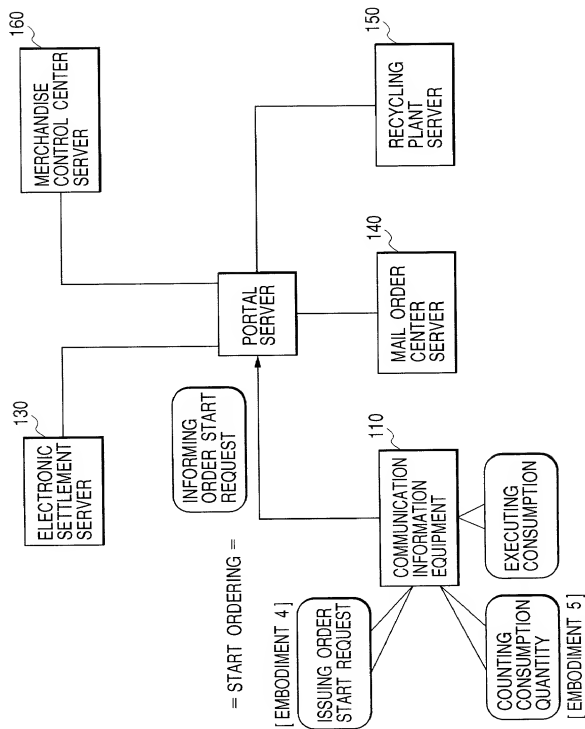 160
MERCHANDISE
CONTROL CENTER
SERVER
150
RECYCLING
PLANT SERVER
130
ELECTRONIC
SETTLEMENT
SERVER
PORTAL
SERVER
140
MAIL ORDER
CENTER
SERVER
INFORMING
ORDER START
REQUEST
= START ORDERING =
110
COMMUNICATION
INFORMATION
EQUIPMENT
[ EMBODIMENT 4 ]
ISSUING ORDER
START REQUEST
EXECUTING
CONSUMPTION
COUNTING
CONSUMPTION
QUANTITY
[ EMBODIMENT 5 ]